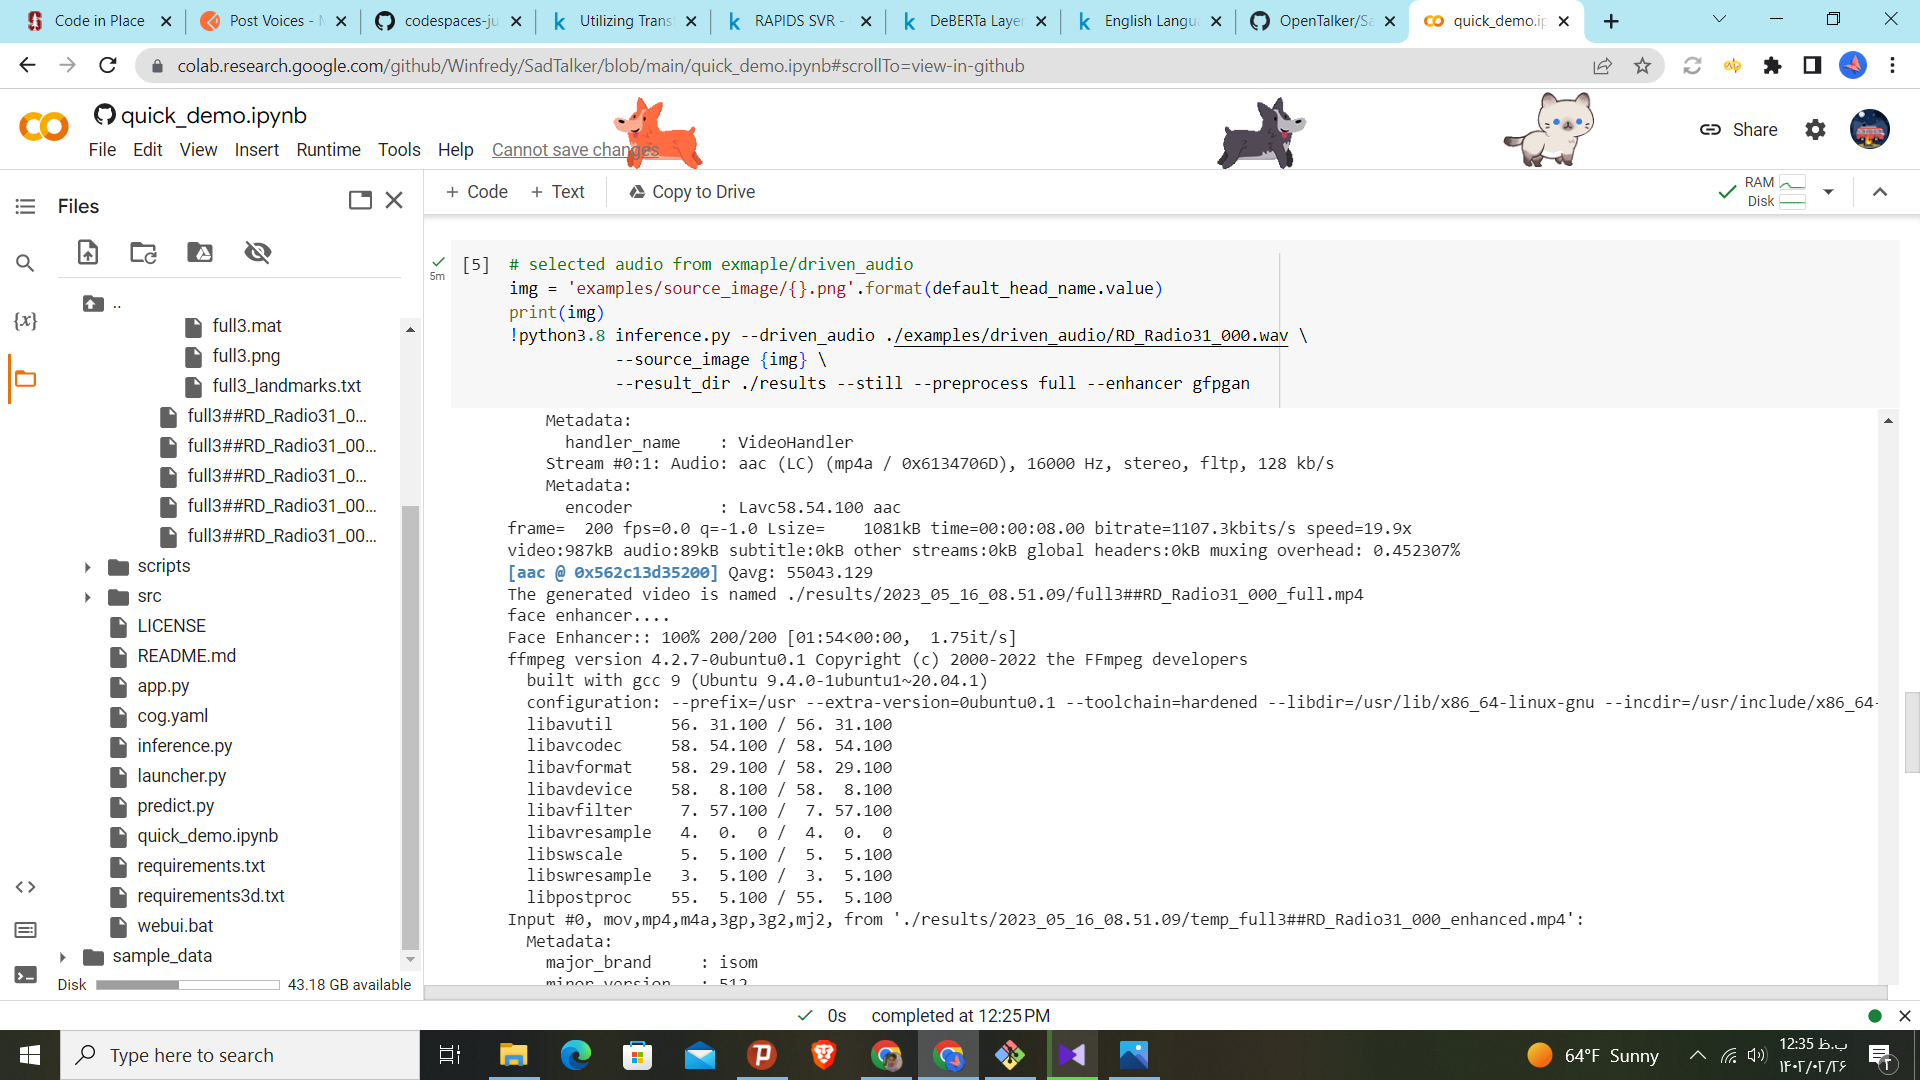 Code in Place
Post Voices - M
codespaces-ju
Utilizing Transf
RAPIDS SVR -
DeBERTa Layer
English Langua
OpenTalker/Sa
quick_demo.ip
colab.research.google.com/github/Winfredy/SadTalker/blob/main/quick_demo.ipynb#scrollTo=view-in-github
quick_demo.ipynb
File Edit View Insert Runtime Tools Help Cannot save changes
Share
Files
+ Code + Text Copy to Drive
RAM
Disk
..
full3.mat
full3.png
full3_landmarks.txt
full3##RD_Radio31_0...
full3##RD_Radio31_00...
full3##RD_Radio31_0...
full3##RD_Radio31_00...
full3##RD_Radio31_00...
scripts
src
LICENSE
README.md
app.py
cog.yaml
inference.py
launcher.py
predict.py
quick_demo.ipynb
requirements.txt
requirements3d.txt
webui.bat
sample_data
Disk 43.18 GB available
5m
[5] # selected audio from exmaple/driven_audio
img = 'examples/source_image/{}.png'.format(default_head_name.value)
print(img)
!python3.8 inference.py --driven_audio ./examples/driven_audio/RD_Radio31_000.wav \
--source_image {img} \
--result_dir ./results --still --preprocess full --enhancer gfpgan
Metadata:
handler_name : VideoHandler
Stream #0:1: Audio: aac (LC) (mp4a / 0x6134706D), 16000 Hz, stereo, fltp, 128 kb/s
Metadata:
encoder : Lavc58.54.100 aac
frame= 200 fps=0.0 q=-1.0 Lsize= 1081kB time=00:00:08.00 bitrate=1107.3kbits/s speed=19.9x
video:987kB audio:89kB subtitle:0kB other streams:0kB global headers:0kB muxing overhead: 0.452307%
[aac @ 0x562c13d35200] Qavg: 55043.129
The generated video is named ./results/2023_05_16_08.51.09/full3##RD_Radio31_000_full.mp4
face enhancer....
Face Enhancer:: 100% 200/200 [01:54<00:00, 1.75it/s]
ffmpeg version 4.2.7-0ubuntu0.1 Copyright (c) 2000-2022 the FFmpeg developers
built with gcc 9 (Ubuntu 9.4.0-1ubuntu1~20.04.1)
configuration: --prefix=/usr --extra-version=0ubuntu0.1 --toolchain=hardened --libdir=/usr/lib/x86_64-linux-gnu --incdir=/usr/include/x86_64-
libavutil 56. 31.100 / 56. 31.100
libavcodec 58. 54.100 / 58. 54.100
libavformat 58. 29.100 / 58. 29.100
libavdevice 58. 8.100 / 58. 8.100
libavfilter 7. 57.100 / 7. 57.100
libavresample 4. 0. 0 / 4. 0. 0
libswscale 5. 5.100 / 5. 5.100
libswresample 3. 5.100 / 3. 5.100
libpostproc 55. 5.100 / 55. 5.100
Input #0, mov,mp4,m4a,3gp,3g2,mj2, from './results/2023_05_16_08.51.09/temp_full3##RD_Radio31_000_enhanced.mp4':
Metadata:
major_brand : isom
minor_version : 512
0s completed at 12:25 PM
Type here to search
64°F Sunny
12:35 ب.ظ
۱۴۰۲/۰۲/۲۶